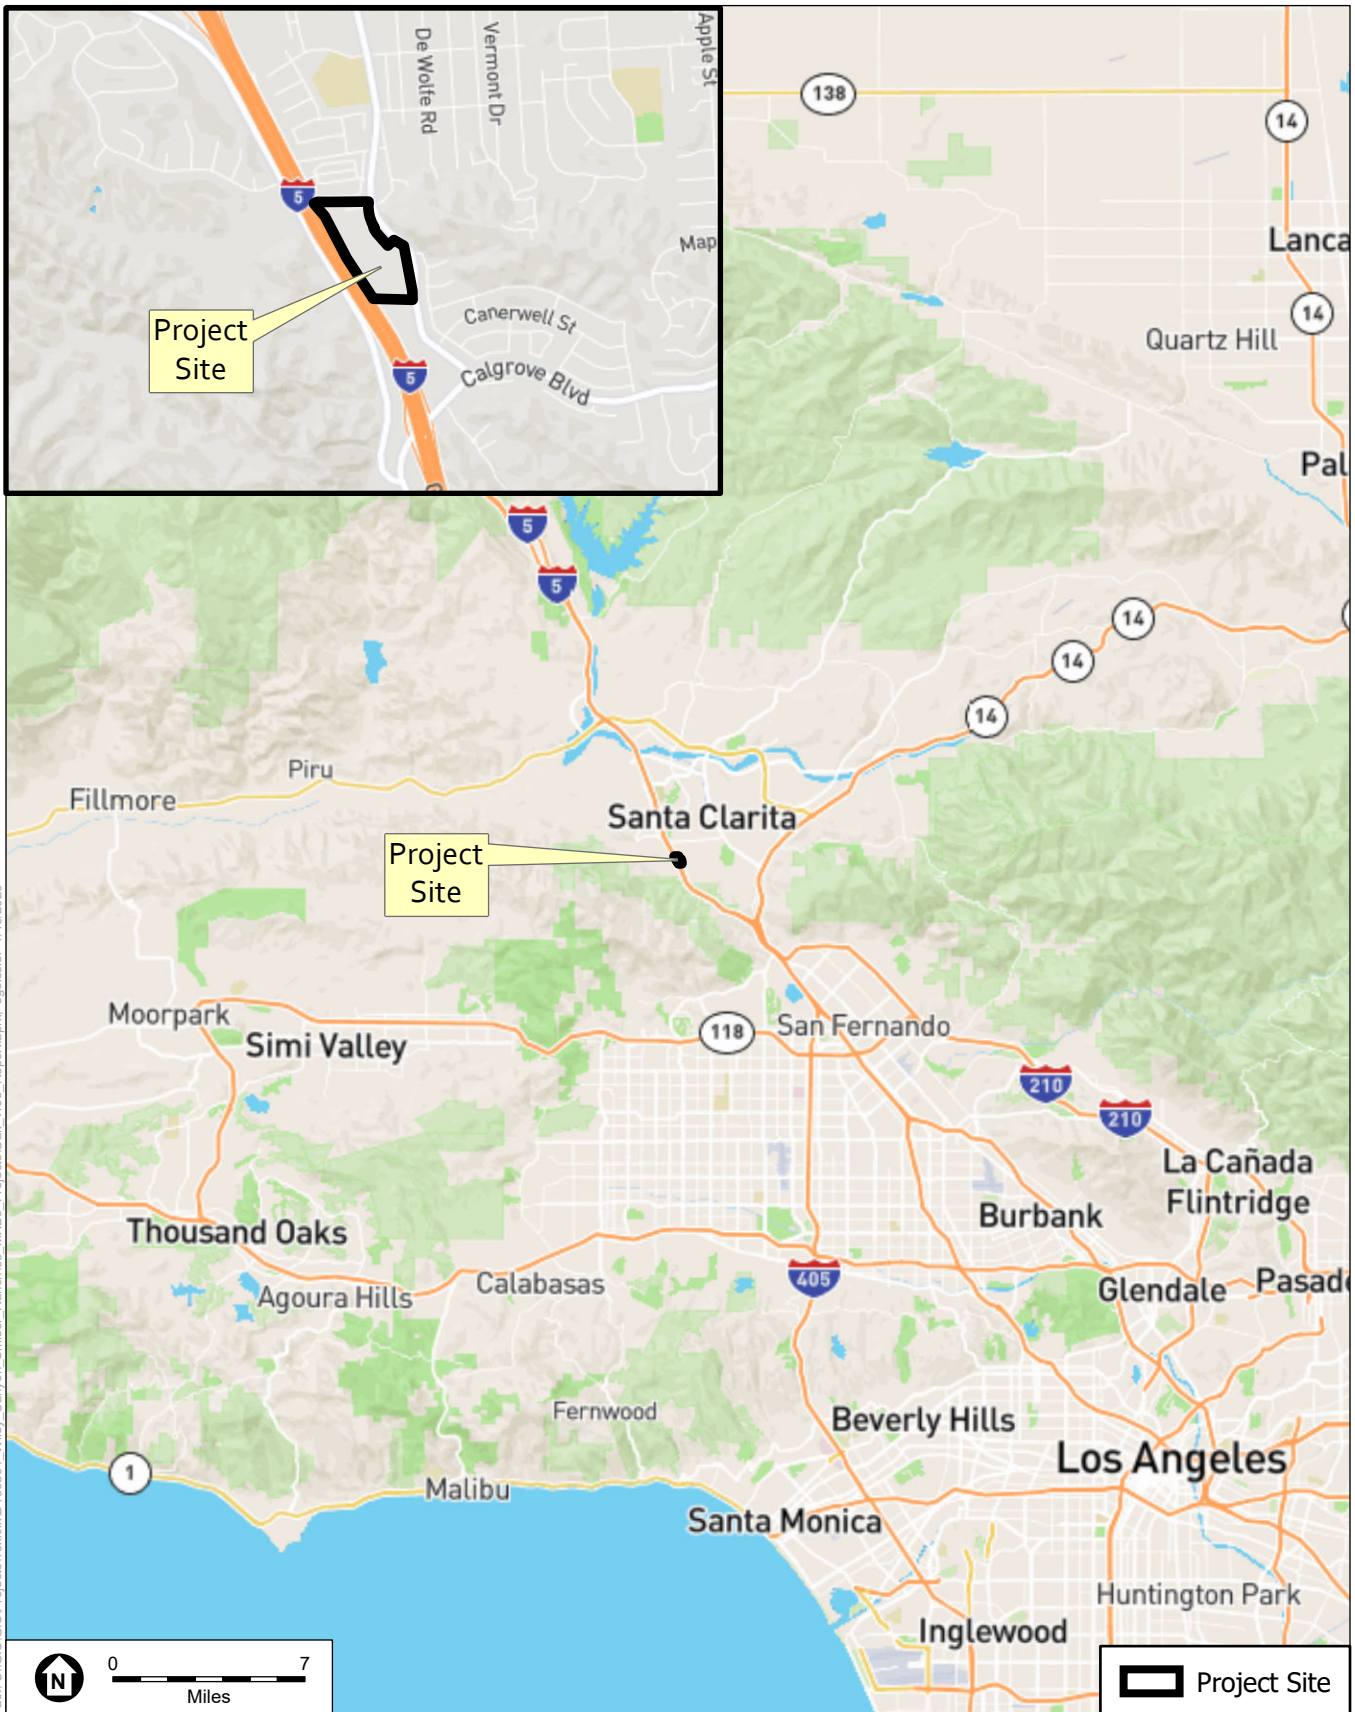 De Wolfe Rd
Vermont Dr
Apple St
5
Map
Project
Site
Canerwell St
5
Calgrove Blvd
138
14
Lanca
14
Quartz Hill
Pal
5
5
14
14
14
Piru
Fillmore
Santa Clarita
Project
Site
Moorpark
Simi Valley
118
San Fernando
210
210
La Cañada
Flintridge
Thousand Oaks
Burbank
Agoura Hills
Calabasas
405
Glendale
Pasade
Fernwood
Beverly Hills
1
Malibu
Los Angeles
Santa Monica
Huntington Park
Inglewood
N
0
7
Miles
Project Site